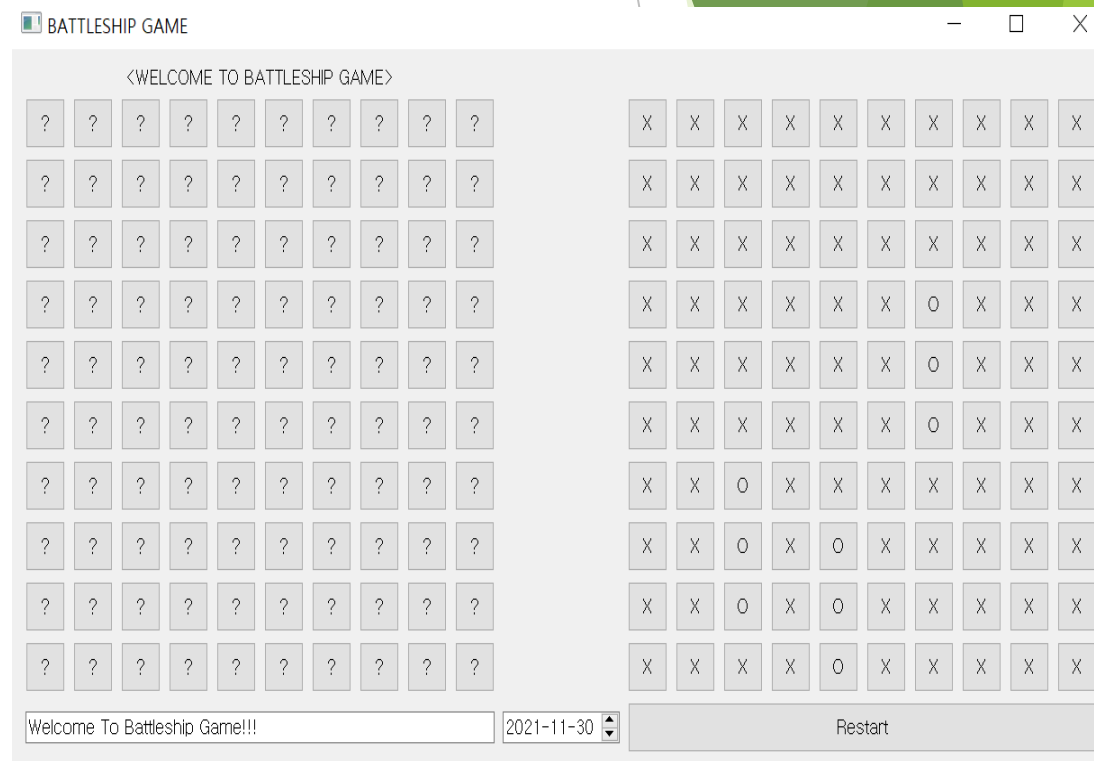 BATTLESHIP GAME
<WELCOME TO BATTLESHIP GAME>
? ? ? ? ? ? ? ? ? ? X X X X X X X X X X
? ? ? ? ? ? ? ? ? ? X X X X X X X X X X
? ? ? ? ? ? ? ? ? ? X X X X X X X X X X
? ? ? ? ? ? ? ? ? ? X X X X X X O X X X
? ? ? ? ? ? ? ? ? ? X X X X X X O X X X
? ? ? ? ? ? ? ? ? ? X X X X X X O X X X
? ? ? ? ? ? ? ? ? ? X X O X X X X X X X
? ? ? ? ? ? ? ? ? ? X X O X O X X X X X
? ? ? ? ? ? ? ? ? ? X X O X O X X X X X
? ? ? ? ? ? ? ? ? ? X X X X O X X X X X
Welcome To Battleship Game!!! 2021-11-30 Restart